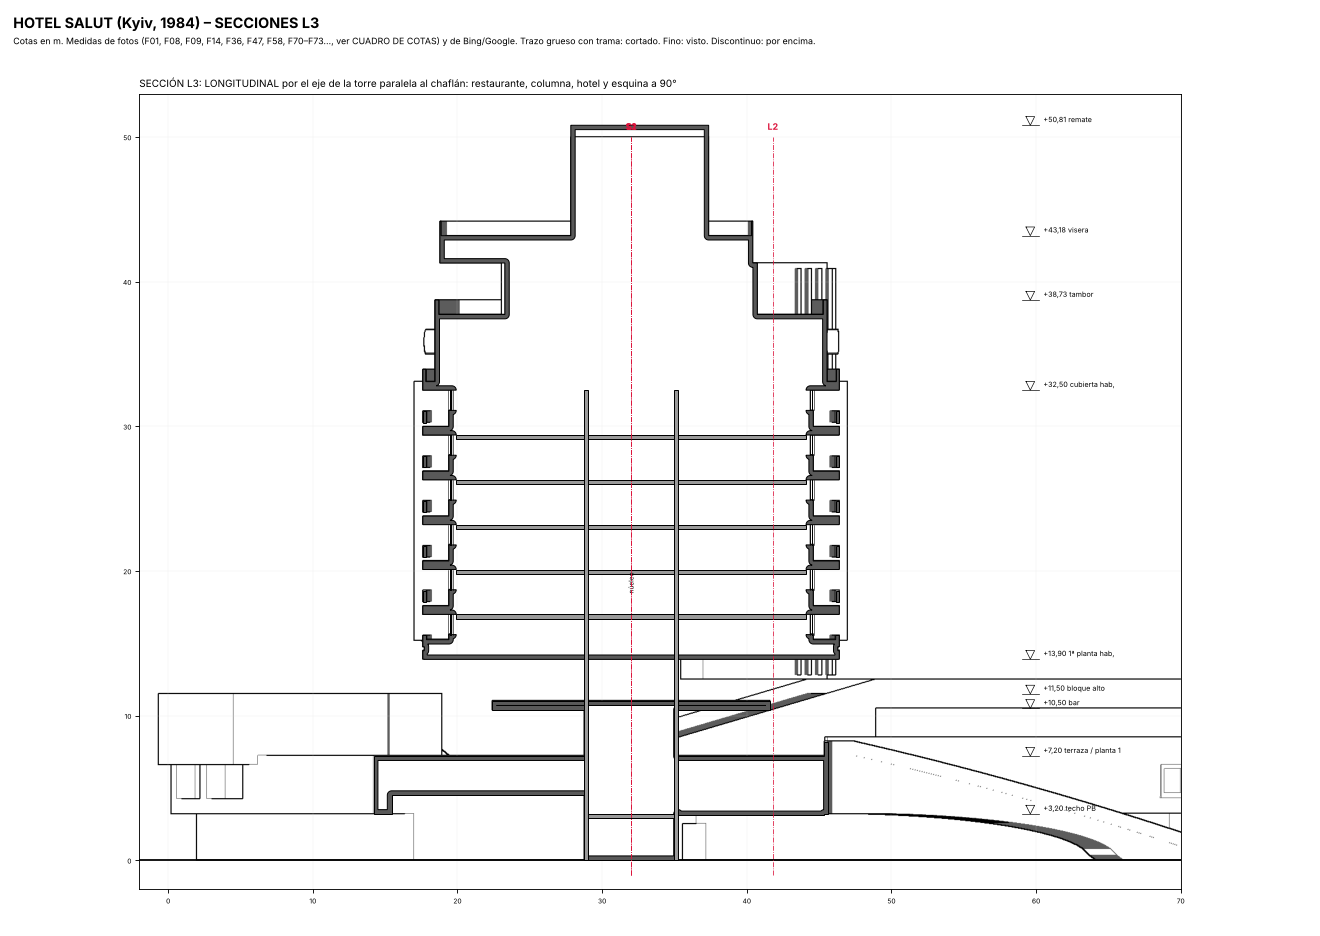 HOTEL SALUT (Kyiv, 1984) – SECCIONES L3
Cotas en m. Medidas de fotos (F01, F08, F09, F14, F36, F47, F58, F70–F73..., ver CUADRO DE COTAS) y de Bing/Google. Trazo grueso con trama: cortado. Fino: visto. Discontinuo: por encima.
SECCIÓN L3: LONGITUDINAL por el eje de la torre paralela al chaflán: restaurante, columna, hotel y esquina a 90°
L2
+50,81 remate
+43,18 visera
+38,73 tambor
+32,50 cubierta hab,
+13,90 1ª planta hab,
+11,50 bloque alto
+10,50 bar
+7,20 terraza / planta 1
+3,20 techo PB
núcleo
50
40
30
20
10
0
0 10 20 30 40 50 60 70